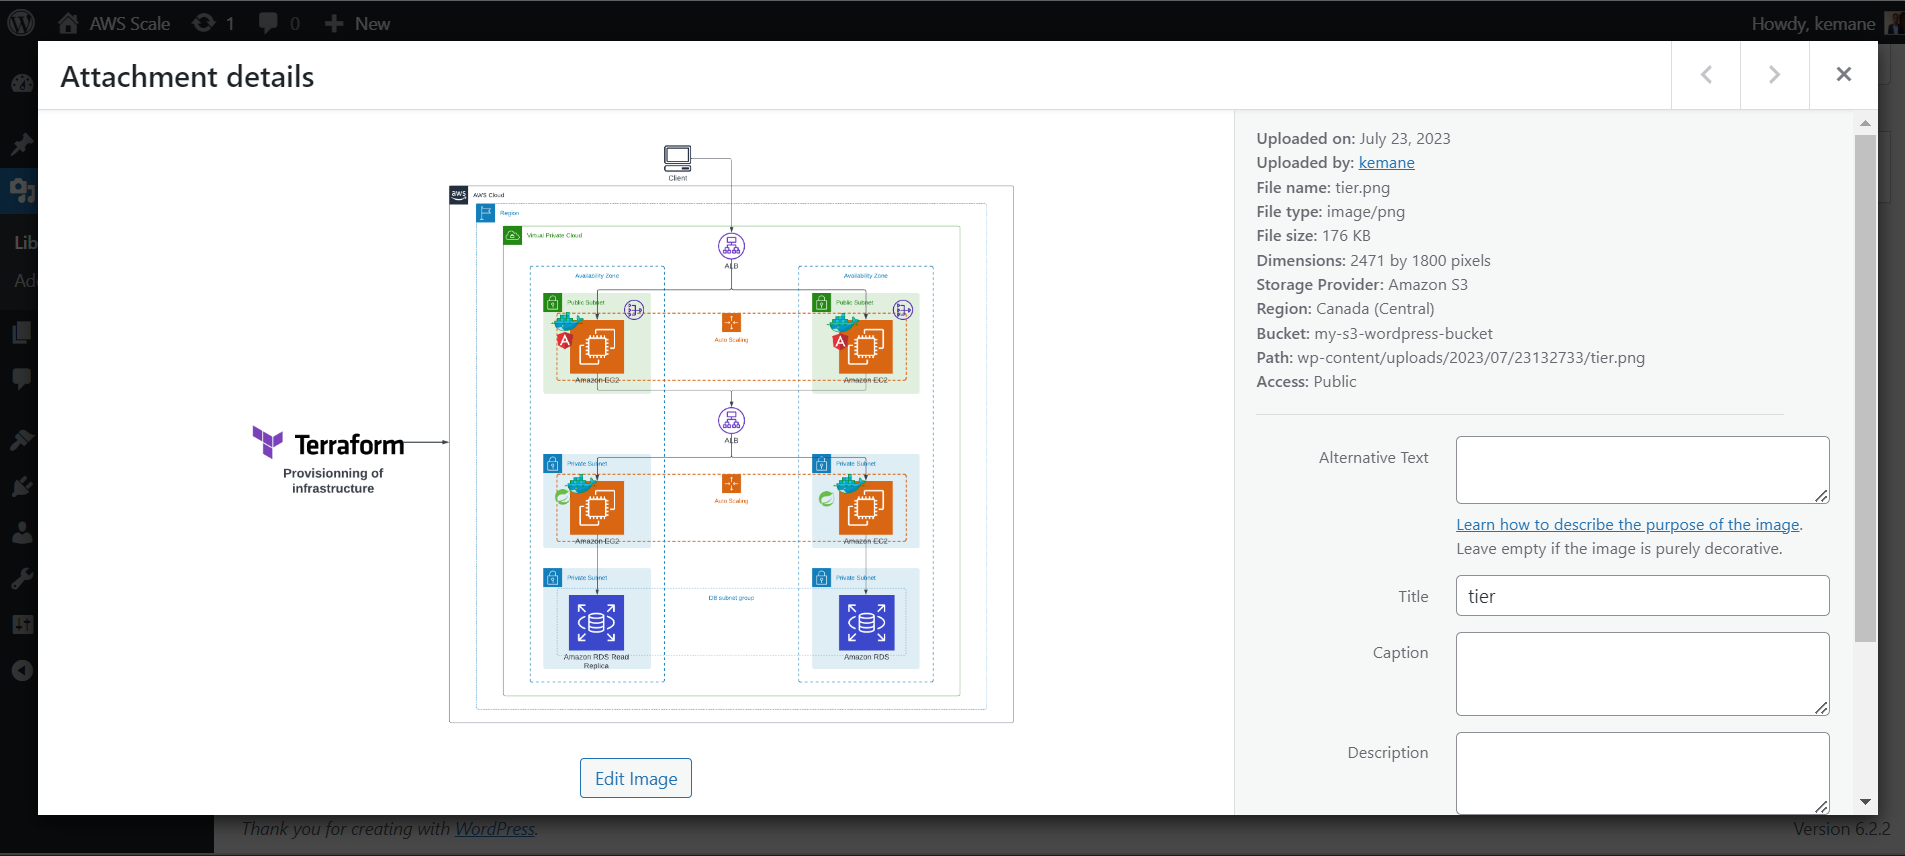 AWS Scale 1 0 New
Howdy, kemane
Attachment details
Client
aws AWS Cloud
Region
Virtual Private Cloud
ALB
Availability Zone
Availability Zone
Public Subnet
Public Subnet
Auto Scaling
Amazon EC2
Amazon EC2
ALB
Terraform
Provisionning of
infrastructure
Private Subnet
Private Subnet
Auto Scaling
Amazon EC2
Amazon EC2
Private Subnet
Private Subnet
DB subnet group
Amazon RDS Read
Replica
Amazon RDS
Edit Image
Uploaded on: July 23, 2023
Uploaded by: kemane
File name: tier.png
File type: image/png
File size: 176 KB
Dimensions: 2471 by 1800 pixels
Storage Provider: Amazon S3
Region: Canada (Central)
Bucket: my-s3-wordpress-bucket
Path: wp-content/uploads/2023/07/23132733/tier.png
Access: Public
Alternative Text
Learn how to describe the purpose of the image.
Leave empty if the image is purely decorative.
Title
tier
Caption
Description
Lib
Ad
Thank you for creating with WordPress.
Version 6.2.2